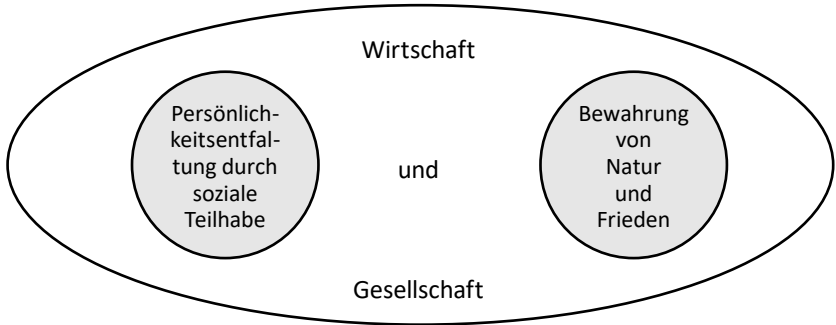 Wirtschaft
Persönlich-
keitsentfal-
tung durch
soziale
Teilhabe
und
Bewahrung
von
Natur
und
Frieden
Gesellschaft